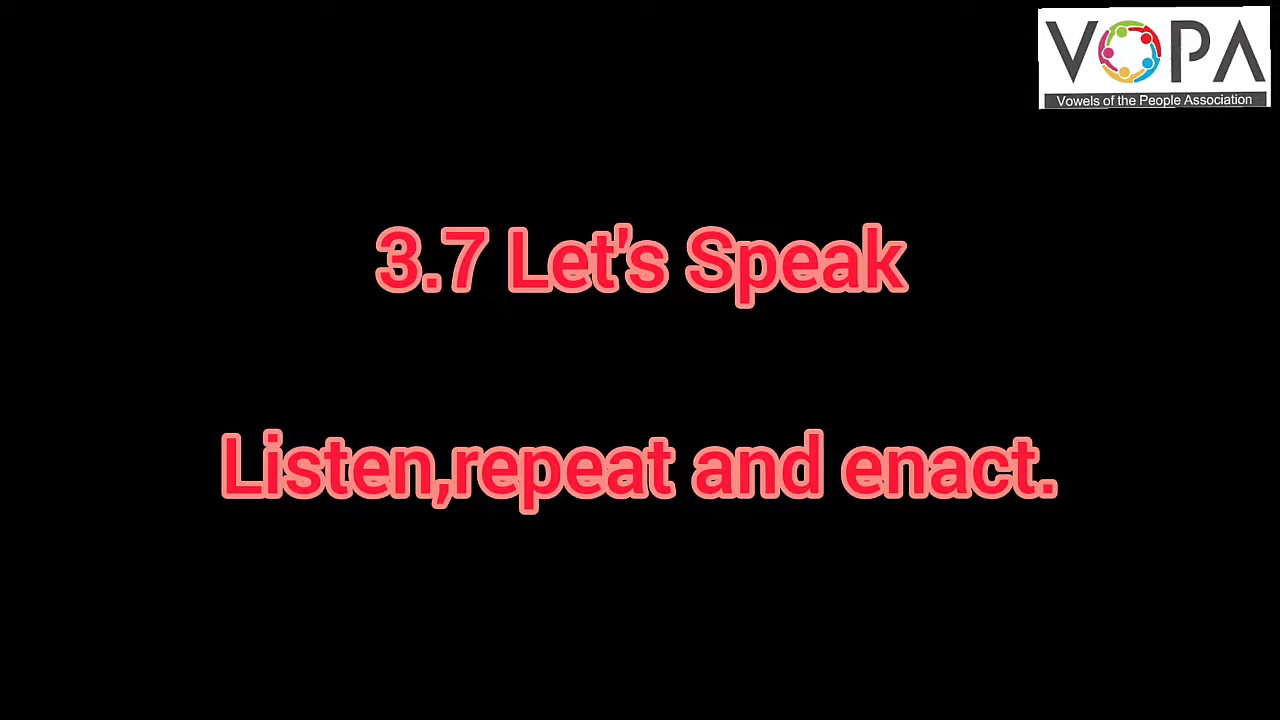 VOPA
Vowels of the People Association
3.7 Let's Speak
Listen,repeat and enact.